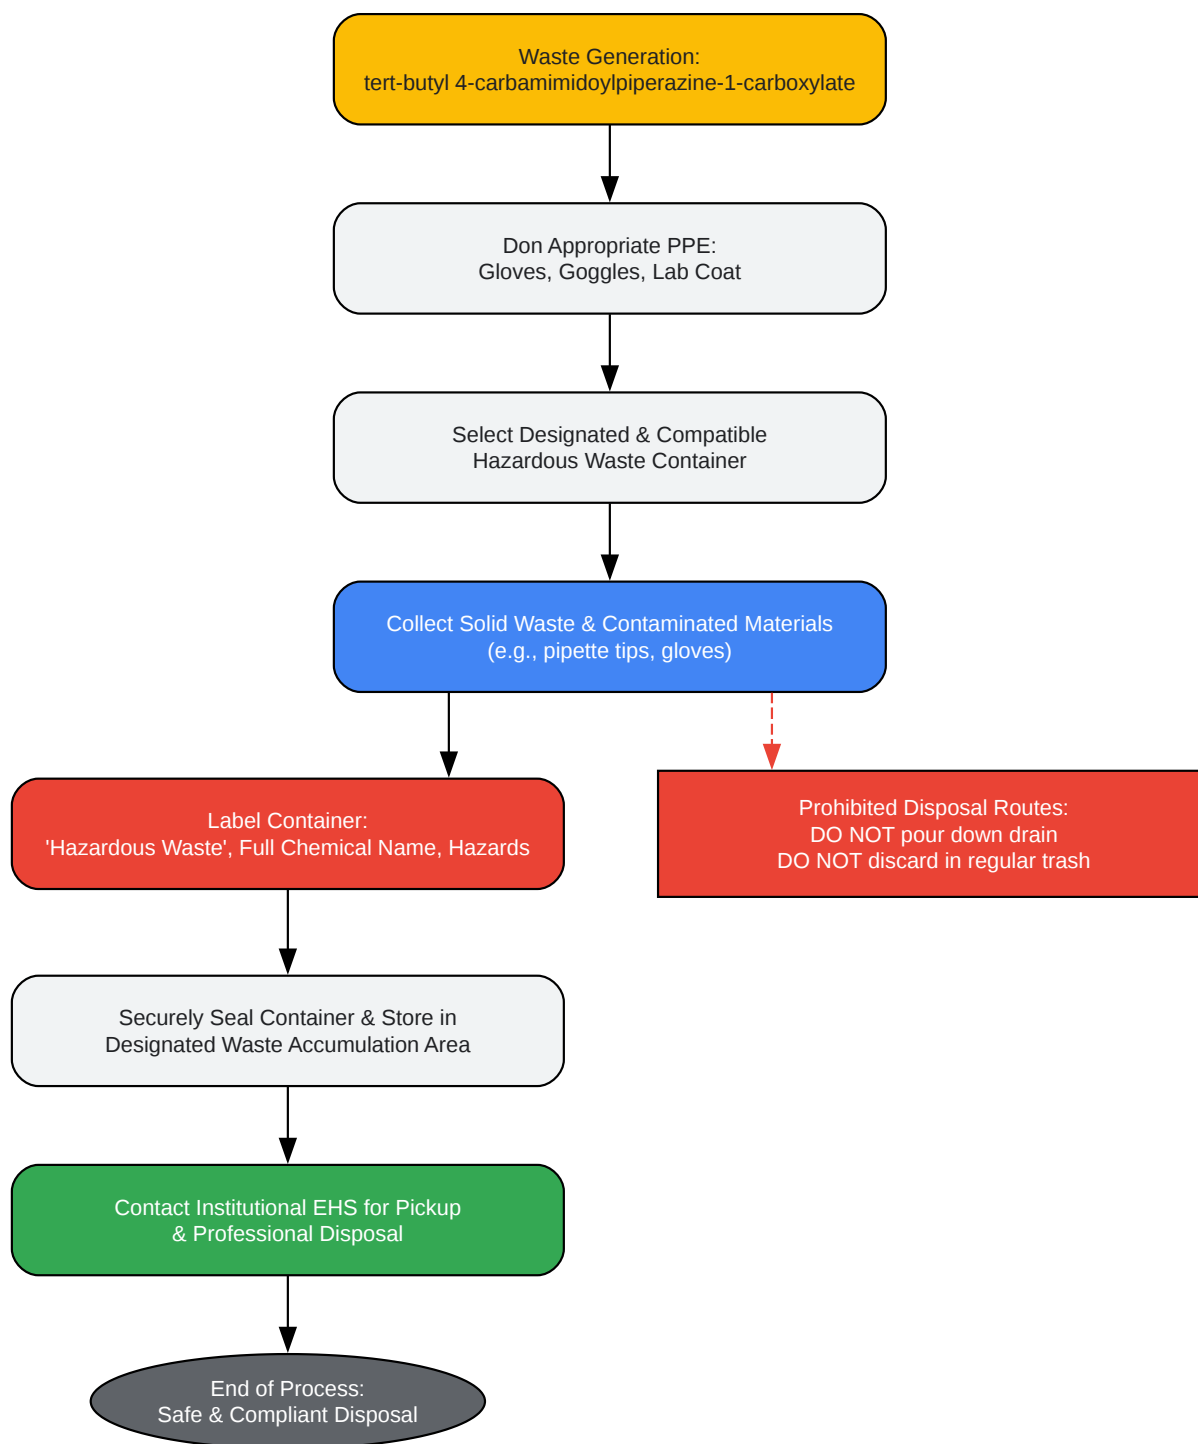 Waste Generation:
tert-butyl 4-carbamimidoylpiperazine-1-carboxylate
Don Appropriate PPE:
Gloves, Goggles, Lab Coat
Select Designated & Compatible
Hazardous Waste Container
Collect Solid Waste & Contaminated Materials
(e.g., pipette tips, gloves)
Label Container:
'Hazardous Waste', Full Chemical Name, Hazards
Prohibited Disposal Routes:
DO NOT pour down drain
DO NOT discard in regular trash
Securely Seal Container & Store in
Designated Waste Accumulation Area
Contact Institutional EHS for Pickup
& Professional Disposal
End of Process:
Safe & Compliant Disposal